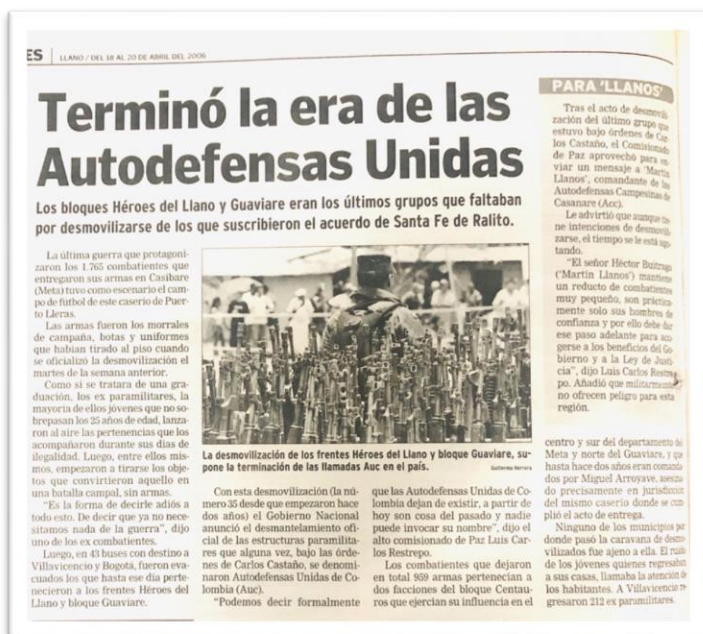 ES | LLANO / DEL 18 AL 20 DE ABRIL DEL 2006
Terminó la era de las
Autodefensas Unidas
Los bloques Héroes del Llano y Guaviare eran los últimos grupos que faltaban
por desmovilizarse de los que suscribieron el acuerdo de Santa Fe de Ralito.
La última guerra que protagoni-
zaron los 1.765 combatientes que
entregaron sus armas en Casibare
(Meta) tuvo como escenario el cam-
po de fútbol de este caserío de Puer-
to Lleras.
Las armas fueron los morrales
de campaña, botas y uniformes
que habían tirado al piso cuando
se oficializó la desmovilización el
martes de la semana anterior.
Como si se tratara de una gra-
duación, los ex paramilitares, la
mayoría de ellos jóvenes que no so-
brepasan los 25 años de edad, lanza-
ron al aire las pertenencias que los
acompañaron durante sus días de
ilegalidad. Luego, entre ellos mis-
mos, empezaron a tirarse los obje-
tos que convirtieron aquello en
una batalla campal, sin armas.
"Es la forma de decirle adiós a
todo esto. De decir que ya no nece-
sitamos nada de la guerra", dijo
uno de los ex combatientes.
Luego, en 43 buses con destino a
Villavicencio y Bogotá, fueron eva-
cuados los que hasta ese día perte-
necieron a los frentes Héroes del
Llano y bloque Guaviare.
La desmovilización de los frentes Héroes del Llano y bloque Guaviare, su-
pone la terminación de las llamadas Auc en el país.
Guillermo Herrera
Con esta desmovilización (la nú-
mero 35 desde que empezaron hace
dos años) el Gobierno Nacional
anunció el desmantelamiento ofi-
cial de las estructuras paramilita-
res que alguna vez, bajo las órde-
nes de Carlos Castaño, se denomi-
naron Autodefensas Unidas de Co-
lombia (Auc).
"Podemos decir formalmente
que las Autodefensas Unidas de Co-
lombia dejan de existir, a partir de
hoy son cosa del pasado y nadie
puede invocar su nombre", dijo el
alto comisionado de Paz Luis Car-
los Restrepo.
Los combatientes que dejaron
en total 959 armas pertenecían a
dos facciones del bloque Centau-
ros que ejercían su influencia en el
centro y sur del departamento del
Meta y norte del Guaviare, y que
hasta hace dos años eran comanda-
dos por Miguel Arroyave, asesina-
do precisamente en jurisdicción
del mismo caserío donde se cum-
plió el acto de entrega.
Ninguno de los municipios por
donde pasó la caravana de desmo-
vilizados fue ajeno a ella. El ruido
de los jóvenes quienes regresaban
a sus casas, llamaba la atención de
los habitantes. A Villavicencio re-
gresaron 212 ex paramilitares.
PARA 'LLANOS'
Tras el acto de desmovili-
zación del último grupo que
estuvo bajo órdenes de Car-
los Castaño, el Comisionado
de Paz aprovechó para en-
viar un mensaje a 'Martín
Llanos', comandante de las
Autodefensas Campesinas de
Casanare (Acc).
Le advirtió que aunque tie-
ne intenciones de desmovili-
zarse, el tiempo se le está ago-
tando.
"El señor Héctor Buitrago
('Martín Llanos') mantiene
un reducto de combatientes
muy pequeño, son práctica-
mente solo sus hombres de
confianza y por ello debe dar
ese paso adelante para aco-
gerse a los beneficios del Go-
bierno y a la Ley de Justi-
cia", dijo Luis Carlos Restre-
po. Añadió que militarmente
no ofrecen peligro para esta
región.